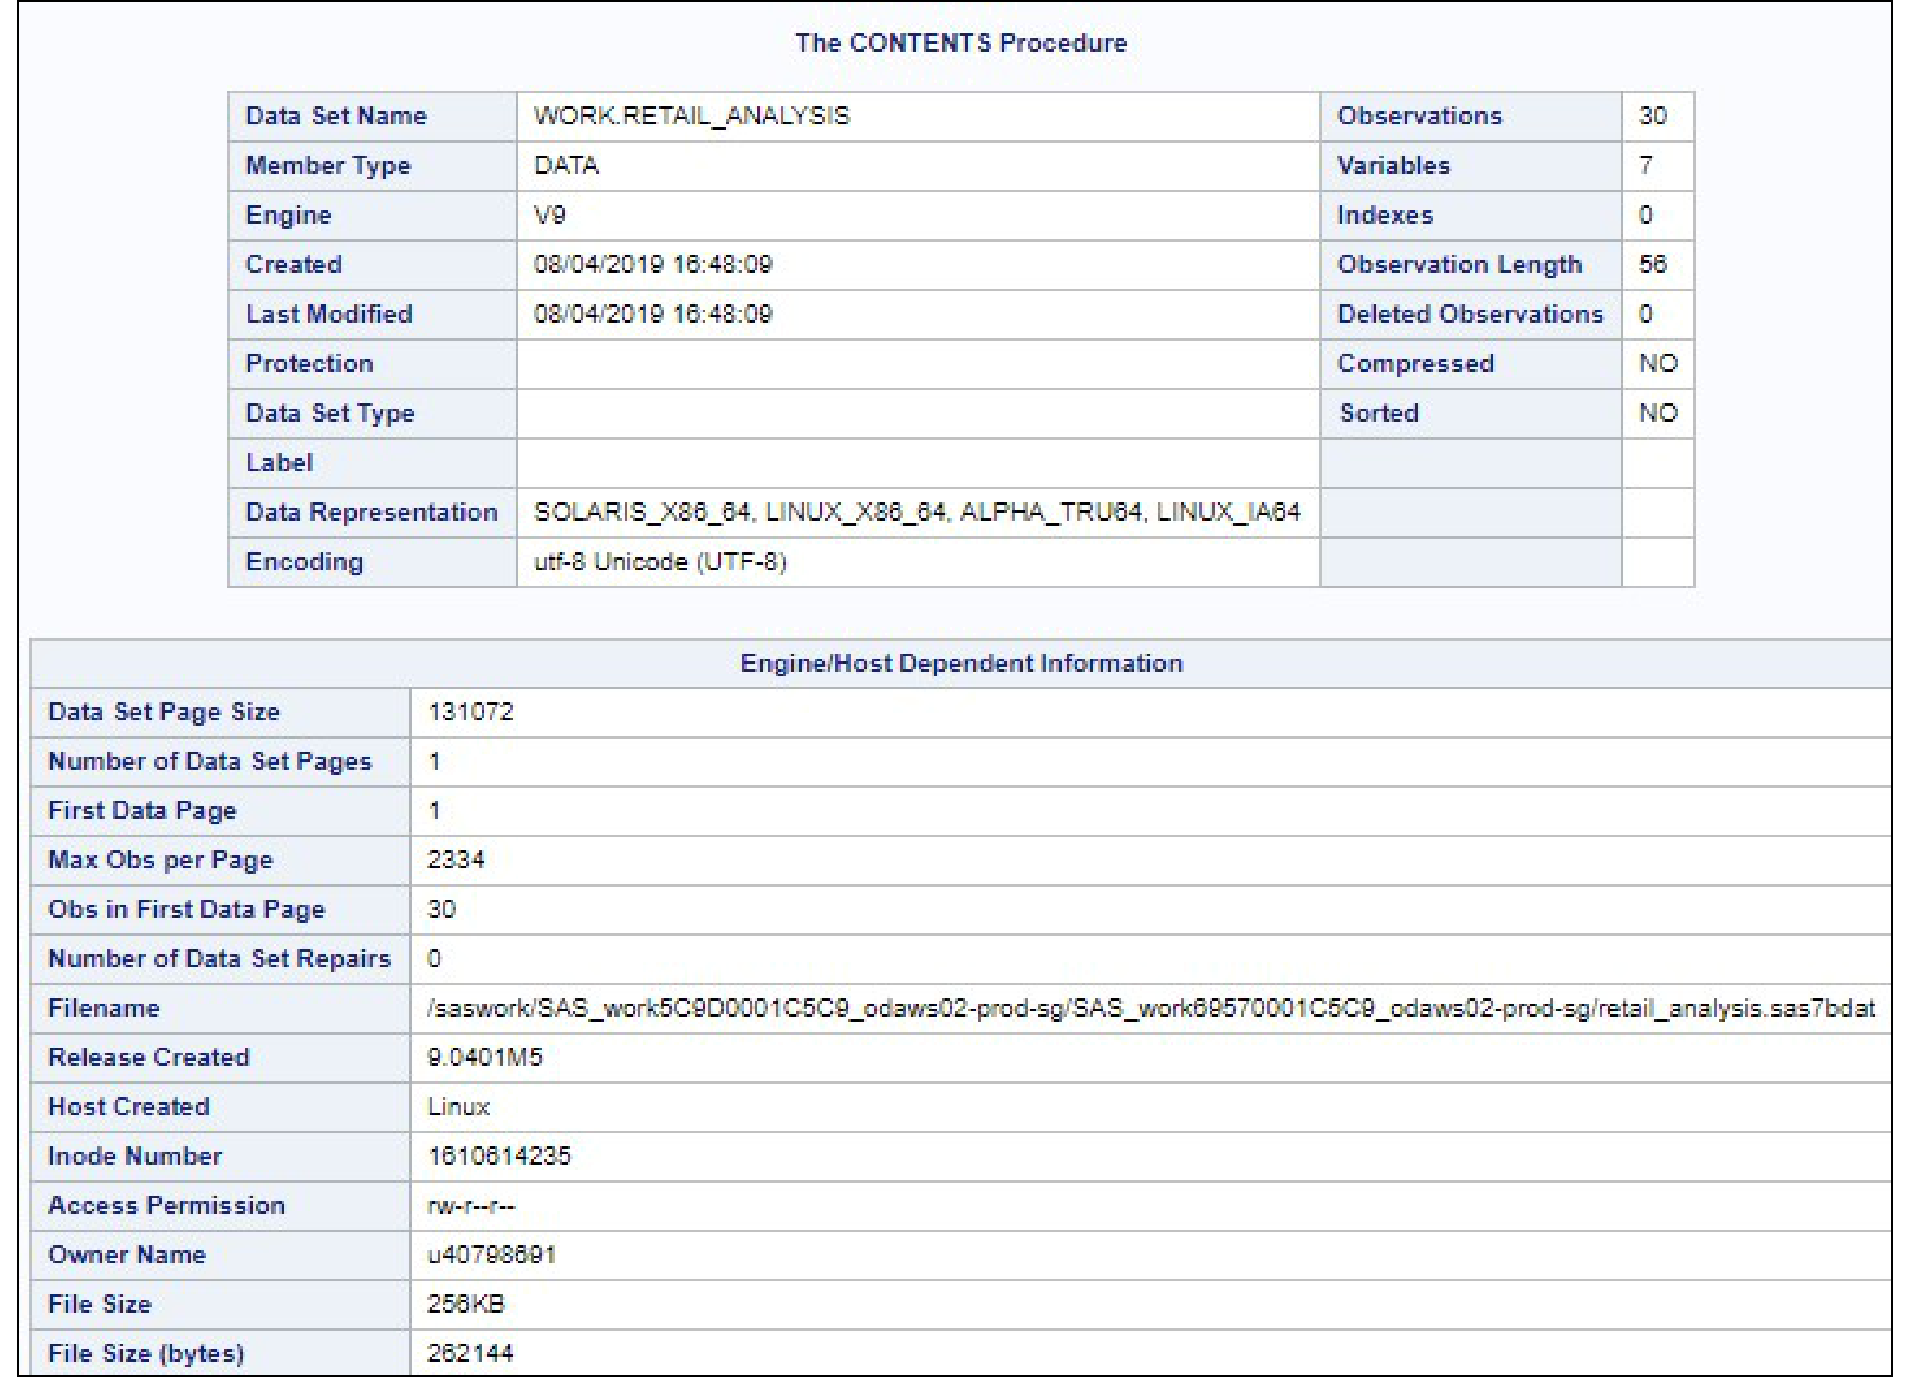 The CONTENTS Procedure
Data Set Name WORK.RETAIL_ANALYSIS Observations 30
Member Type DATA Variables 7
Engine V9 Indexes 0
Created 08/04/2019 16:48:09 Observation Length 56
Last Modified 08/04/2019 16:48:09 Deleted Observations 0
Protection Compressed NO
Data Set Type Sorted NO
Label
Data Representation SOLARIS_X86_64, LINUX_X86_64, ALPHA_TRU64, LINUX_IA64
Encoding utf-8 Unicode (UTF-8)
Engine/Host Dependent Information
Data Set Page Size 131072
Number of Data Set Pages 1
First Data Page 1
Max Obs per Page 2334
Obs in First Data Page 30
Number of Data Set Repairs 0
Filename /saswork/SAS_work5C9D0001C5C9_odaws02-prod-sg/SAS_work69570001C5C9_odaws02-prod-sg/retail_analysis.sas7bdat
Release Created 9.0401M5
Host Created Linux
Inode Number 1610614235
Access Permission rw-r--r--
Owner Name u40798691
File Size 256KB
File Size (bytes) 262144